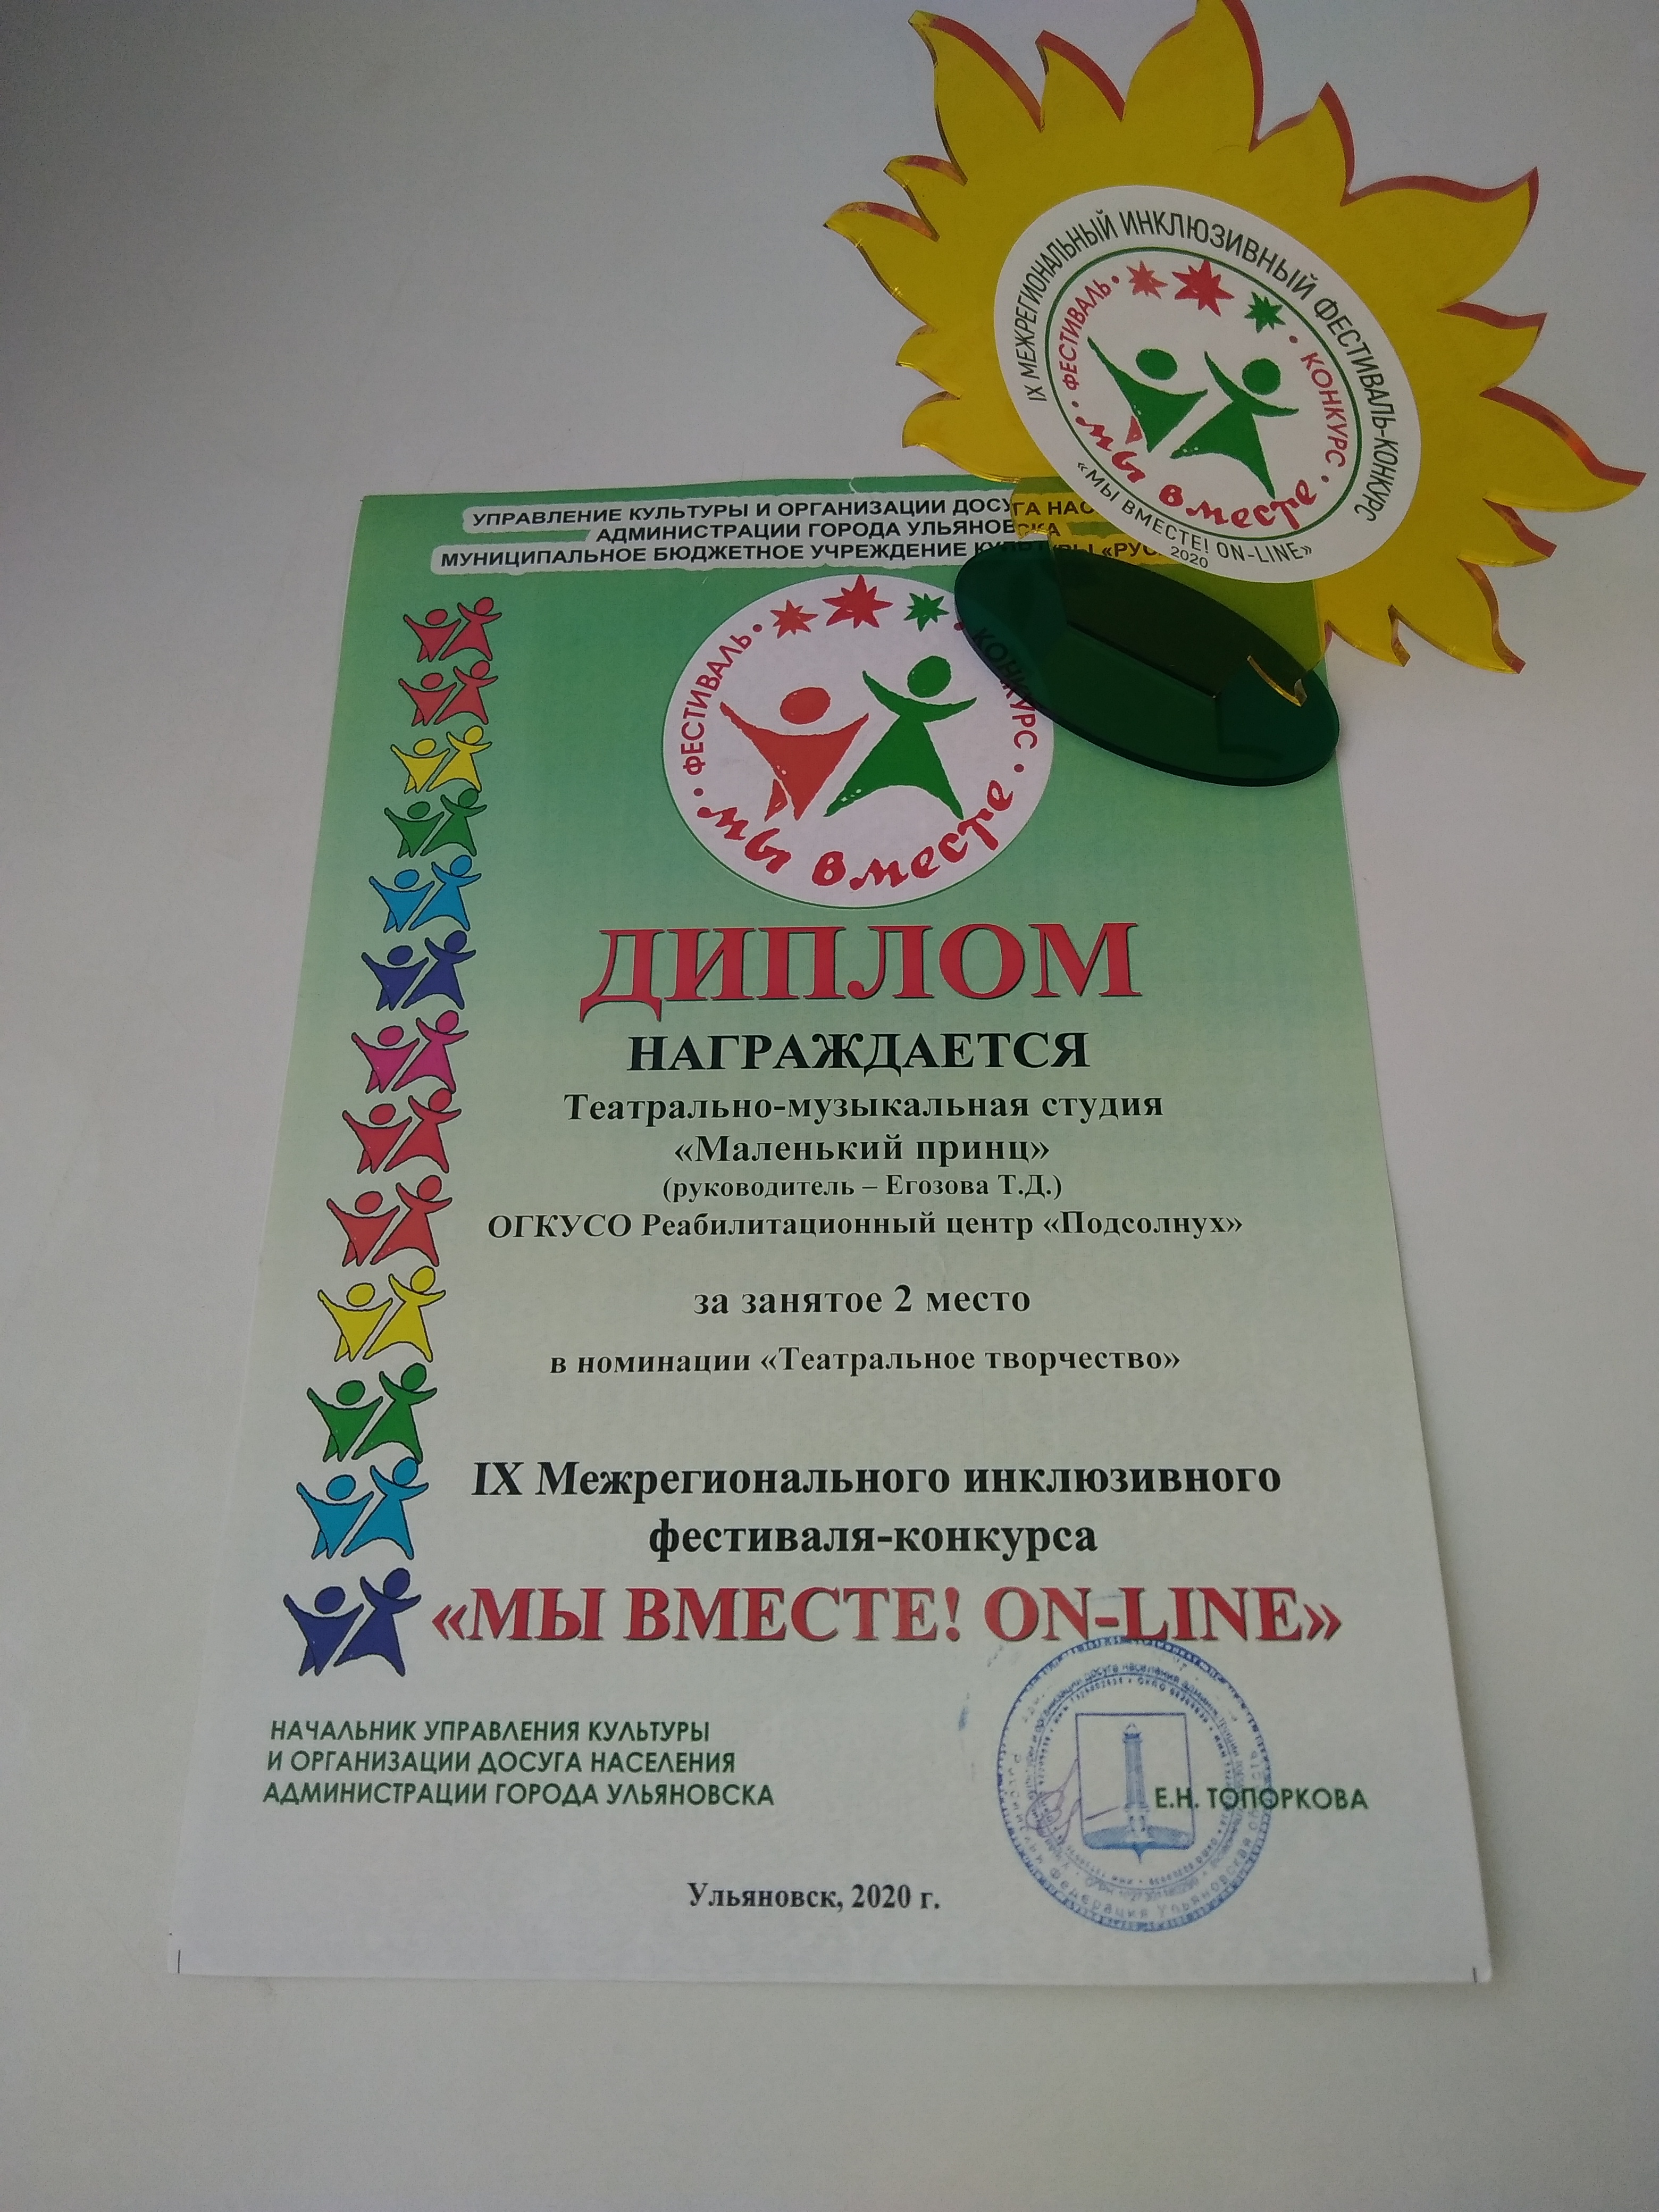 IX МЕЖРЕГИОНАЛЬНЫЙ ИНКЛЮЗИВНЫЙ ФЕСТИВАЛЬ-КОНКУРС
• ФЕСТИВАЛЬ •
• КОНКУРС •
мы вместе
«МЫ ВМЕСТЕ! ON-LINE»
2020
УПРАВЛЕНИЕ КУЛЬТУРЫ И ОРГАНИЗАЦИИ ДОСУГА
АДМИНИСТРАЦИИ ГОРОДА УЛЬЯНОВСКА
МУНИЦИПАЛЬНОЕ БЮДЖЕТНОЕ УЧРЕЖДЕНИЕ КУЛЬТУРЫ
• ФЕСТИВАЛЬ •
• КОНКУРС •
мы вместе
ДИПЛОМ
НАГРАЖДАЕТСЯ
Театрально-музыкальная студия
«Маленький принц»
(руководитель – Егозова Т.Д.)
ОГКУСО Реабилитационный центр «Подсолнух»
за занятое 2 место
в номинации «Театральное творчество»
IX Межрегионального инклюзивного
фестиваля-конкурса
«МЫ ВМЕСТЕ! ON-LINE»
НАЧАЛЬНИК УПРАВЛЕНИЯ КУЛЬТУРЫ
И ОРГАНИЗАЦИИ ДОСУГА НАСЕЛЕНИЯ
АДМИНИСТРАЦИИ ГОРОДА УЛЬЯНОВСКА
Е.Н. ТОПОРКОВА
Ульяновск, 2020 г.